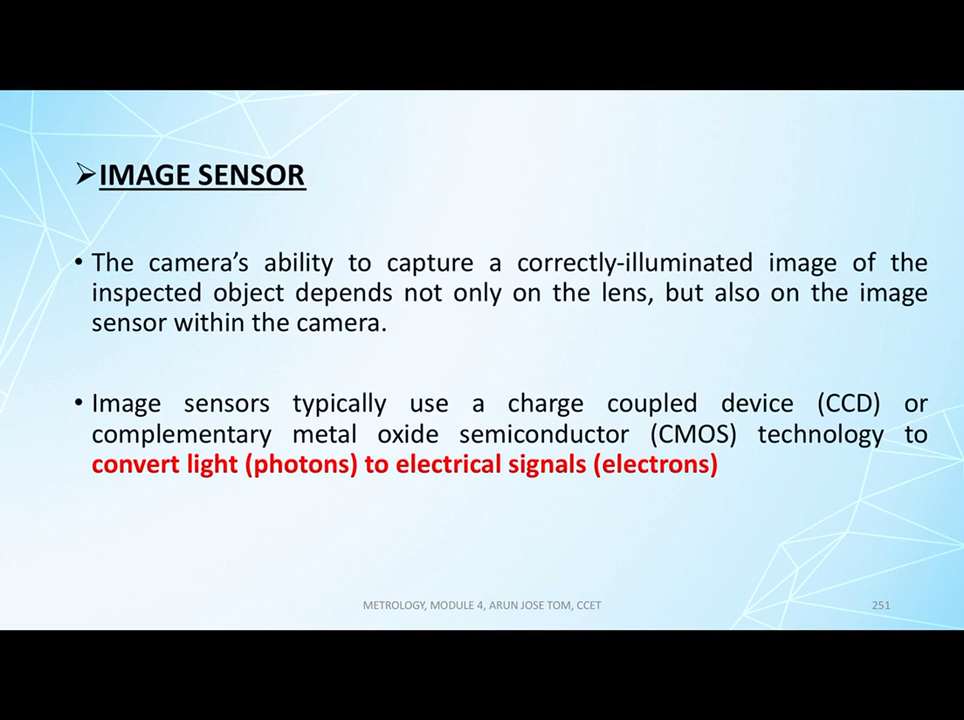 ➢IMAGE SENSOR
• The camera’s ability to capture a correctly-illuminated image of the
inspected object depends not only on the lens, but also on the image
sensor within the camera.
• Image sensors typically use a charge coupled device (CCD) or
complementary metal oxide semiconductor (CMOS) technology to
convert light (photons) to electrical signals (electrons)
METROLOGY, MODULE 4, ARUN JOSE TOM, CCET
251